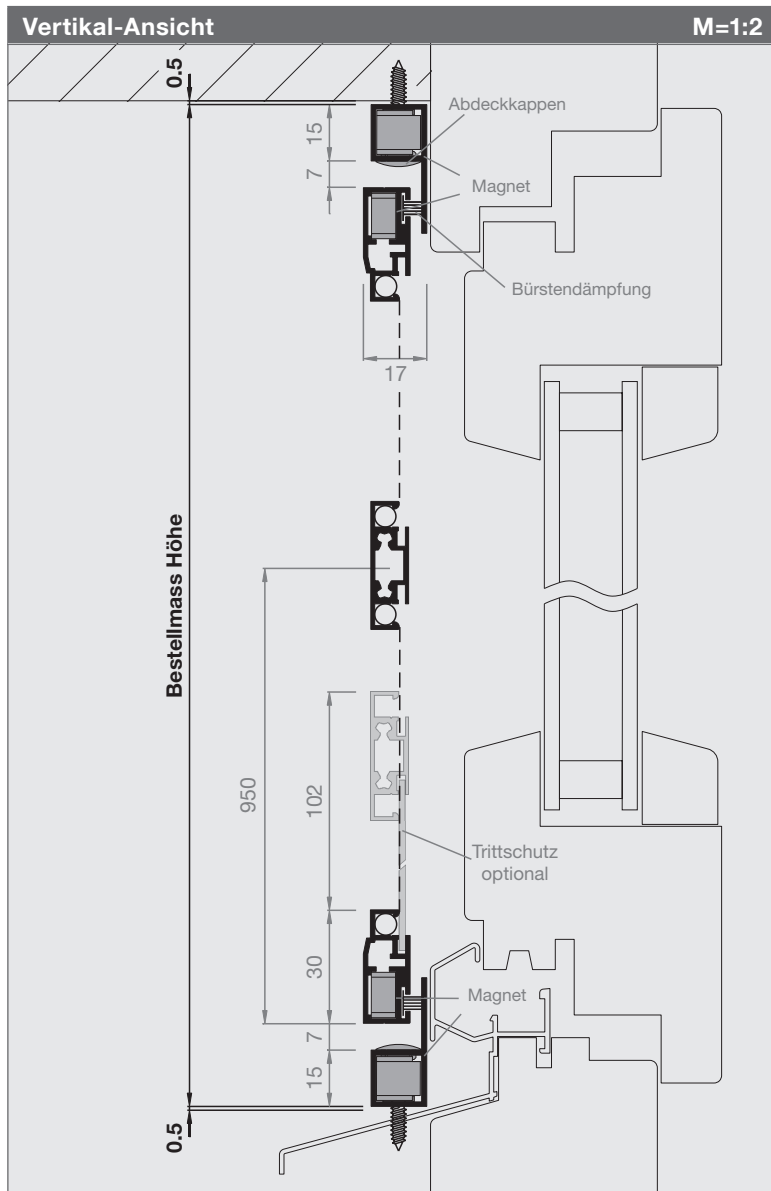 Vertikal-Ansicht M=1:2
0.5
Abdeckkappen
15
7
Magnet
Bürstendämpfung
17
Bestellmass Höhe
950
102
Trittschutz
optional
30
Magnet
7
15
0.5